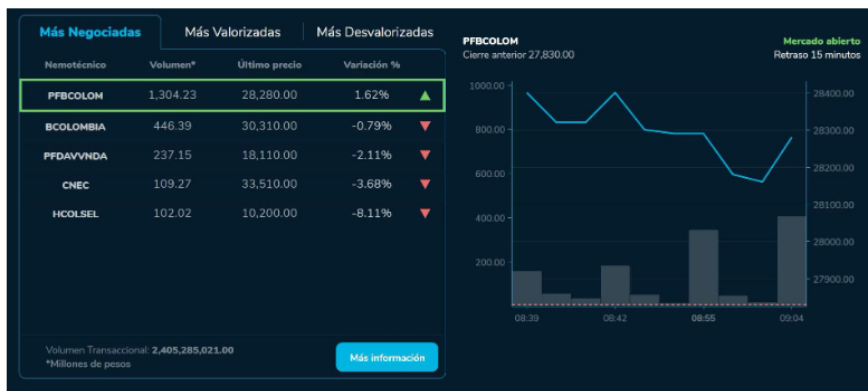 Más Negociadas Más Valorizadas Más Desvalorizadas
Nemotécnico Volumen* Último precio Variación %
PFBCOLOM 1,304.23 28,280.00 1.62%
BCOLOMBIA 446.39 30,310.00 -0.79%
PFDAVVNDA 237.15 18,110.00 -2.11%
CNEC 109.27 33,510.00 -3.68%
HCOLSEL 102.02 10,200.00 -8.11%
Volumen Transaccional: 2,405,285,021.00
*Millones de pesos
Más información
PFBCOLOM Mercado abierto
Cierre anterior 27,830.00 Retraso 15 minutos
1000.00
800.00
600.00
400.00
200.00
28400.00
28300.00
28200.00
28100.00
28000.00
27900.00
08:39 08:42 08:55 09:04